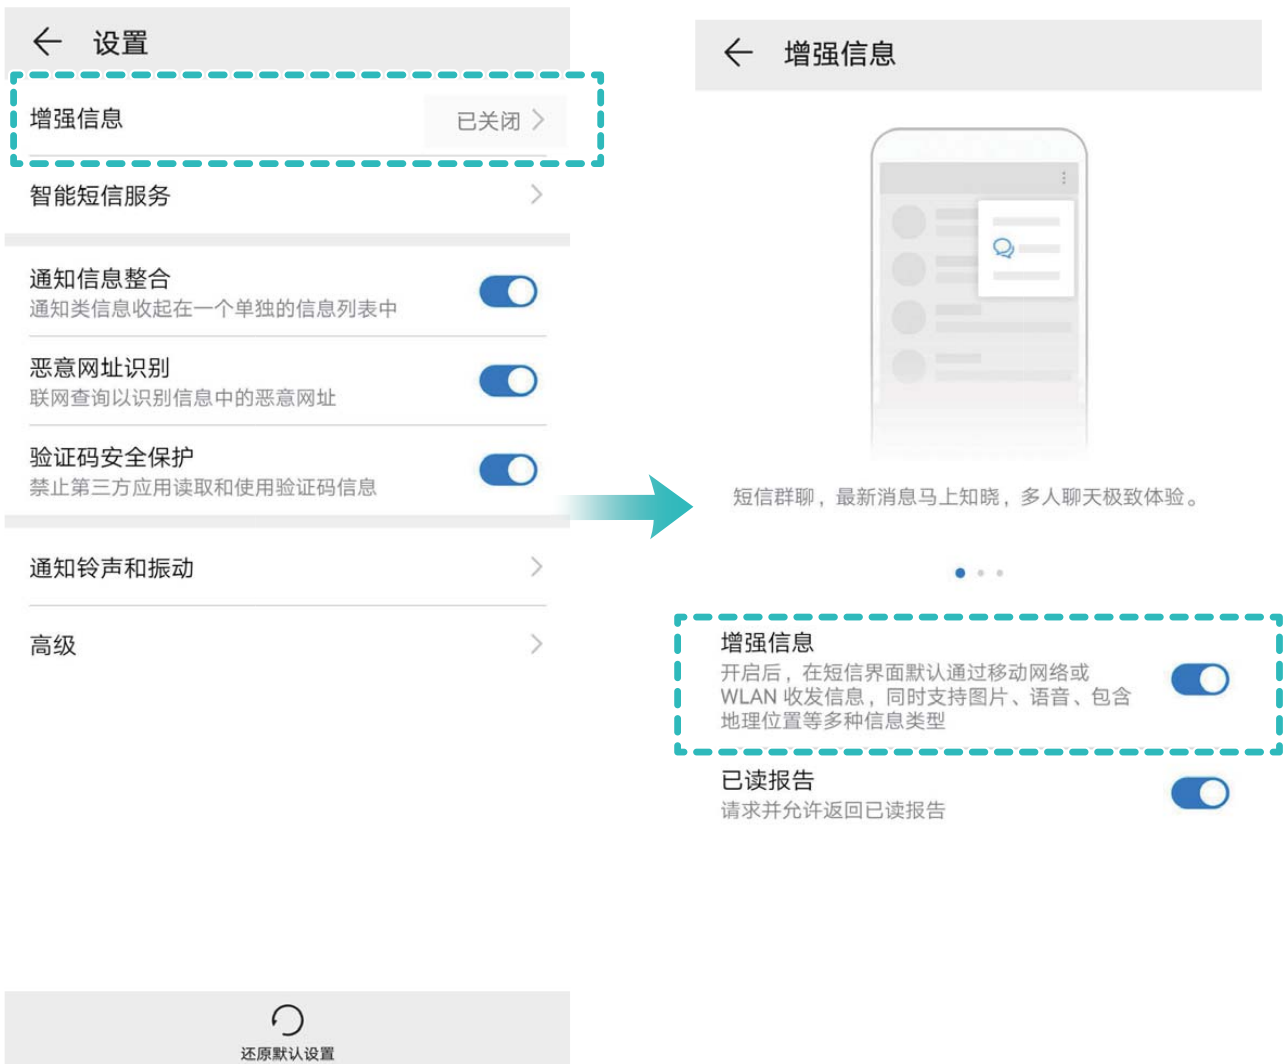 设置
增强信息
已关闭
智能短信服务
通知信息整合
通知类信息收起在一个单独的信息列表中
恶意网址识别
联网查询以识别信息中的恶意网址
验证码安全保护
禁止第三方应用读取和使用验证码信息
通知铃声和振动
高级
还原默认设置
增强信息
短信群聊，最新消息马上知晓，多人聊天极致体验。
增强信息
开启后，在短信界面默认通过移动网络或
WLAN 收发信息，同时支持图片、语音、包含
地理位置等多种信息类型
已读报告
请求并允许返回已读报告